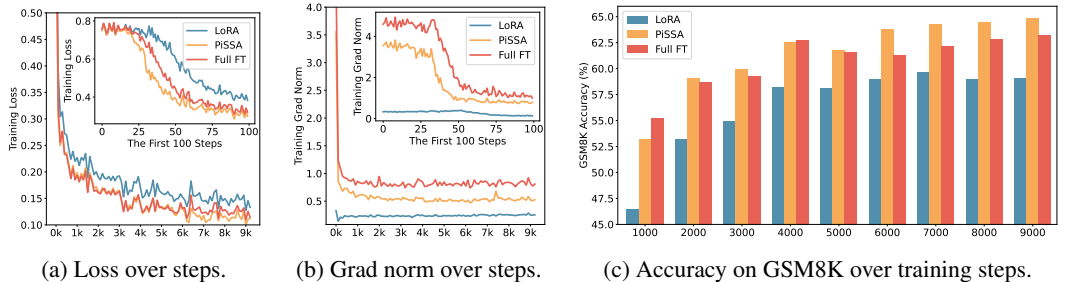 0.50
0.45
0.40
0.35
0.30
0.25
0.20
0.15
0.10
Training Loss
0k 1k 2k 3k 4k 5k 6k 7k 8k 9k
0.8
0.6
0.4
Training Loss
0 25 50 75 100
The First 100 Steps
LoRA
PiSSA
Full FT
(a) Loss over steps.
4.0
3.5
3.0
2.5
2.0
1.5
1.0
0.5
Training Grad Norm
0k 1k 2k 3k 4k 5k 6k 7k 8k 9k
4
2
0
Training Grad Norm
0 25 50 75 100
The First 100 Steps
LoRA
PiSSA
Full FT
(b) Grad norm over steps.
65.0
62.5
60.0
57.5
55.0
52.5
50.0
47.5
45.0
GSM8K Accuracy (%)
1000 2000 3000 4000 5000 6000 7000 8000 9000
LoRA
PiSSA
Full FT
(c) Accuracy on GSM8K over training steps.